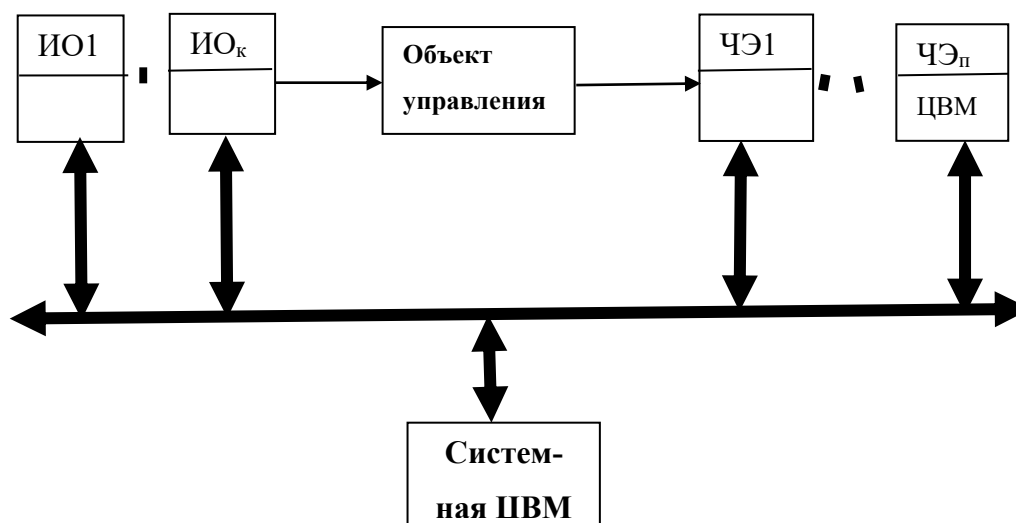 ИО1
ИОк
Объект
управления
ЧЭ1
ЧЭп
ЦВМ
Систем-
ная ЦВМ